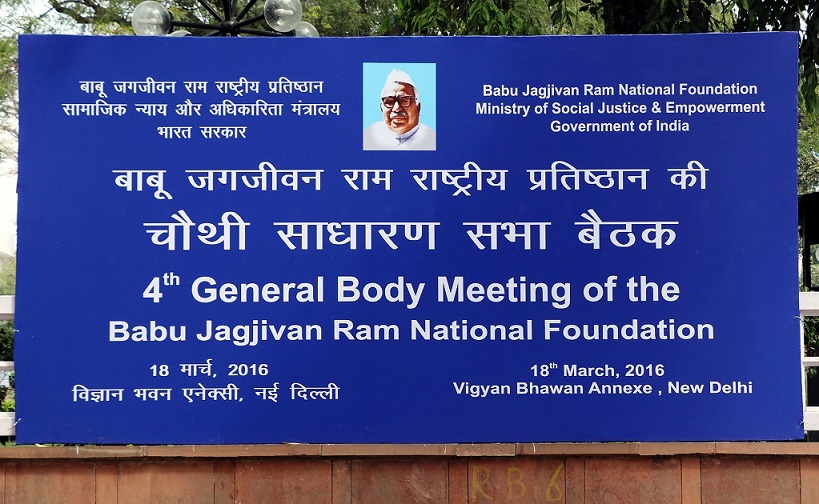 बाबू जगजीवन राम राष्ट्रीय प्रतिष्ठान
सामाजिक न्याय और अधिकारिता मंत्रालय
भारत सरकार
Babu Jagjivan Ram National Foundation
Ministry of Social Justice & Empowerment
Government of India
बाबू जगजीवन राम राष्ट्रीय प्रतिष्ठान की
चौथी साधारण सभा बैठक
4th General Body Meeting of the
Babu Jagjivan Ram National Foundation
18 मार्च, 2016
विज्ञान भवन एनेक्सी, नई दिल्ली
18th March, 2016
Vigyan Bhawan Annexe , New Delhi